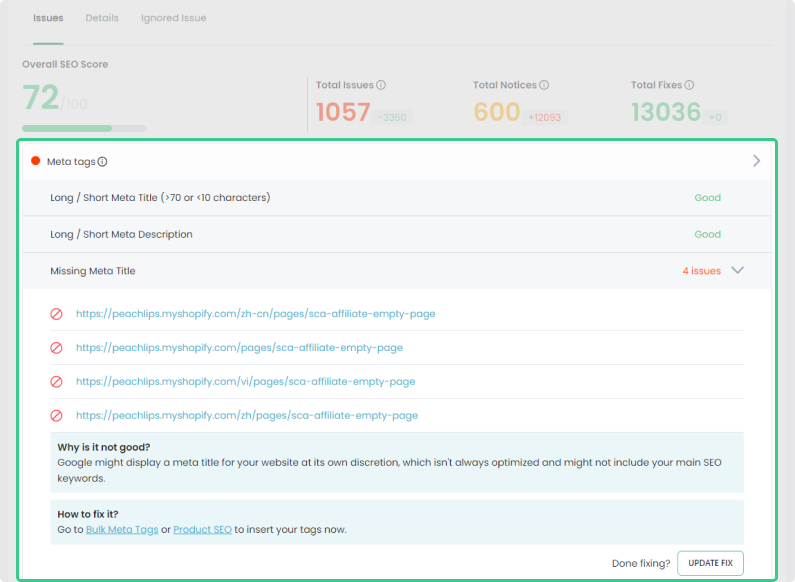 Issues Details Ignored Issue
Overall SEO Score
72/100
Total Issues
1057 -3350
Total Notices
600 +12093
Total Fixes
13036 +0
Meta tags
Long / Short Meta Title (>70 or <10 characters) Good
Long / Short Meta Description Good
Missing Meta Title 4 issues
https://peachlips.myshopify.com/zh-cn/pages/sca-affiliate-empty-page
https://peachlips.myshopify.com/pages/sca-affiliate-empty-page
https://peachlips.myshopify.com/vi/pages/sca-affiliate-empty-page
https://peachlips.myshopify.com/zh/pages/sca-affiliate-empty-page
Why is it not good?
Google might display a meta title for your website at its own discretion, which isn't always optimized and might not include your main SEO
keywords.
How to fix it?
Go to Bulk Meta Tags or Product SEO to insert your tags now.
Done fixing? UPDATE FIX